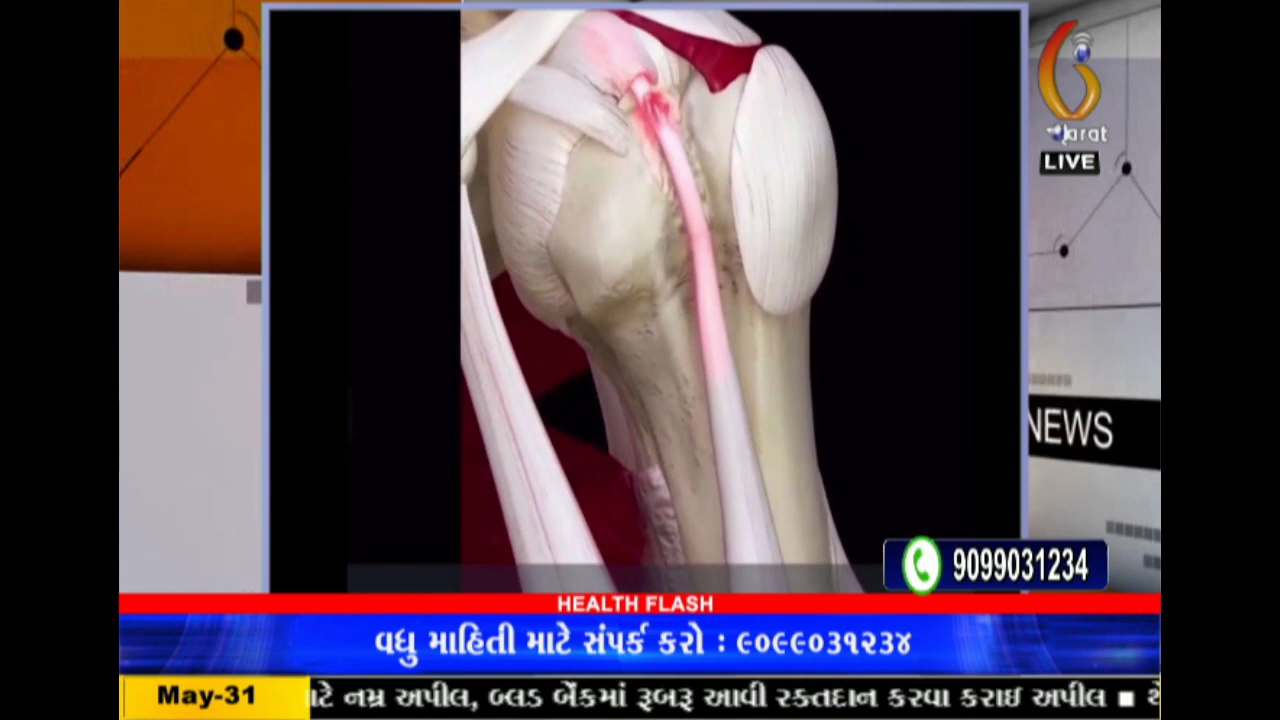 Gujarat
LIVE
NEWS
9099031234
HEALTH FLASH
વધુ માહિતી માટે સંપર્ક કરો : ૯૦૯૯૦૩૧૨૩૪
May-31
નમ્ર અપીલ, બ્લડ બેંકમાં રૂબરૂ આવી રક્તદાન કરવા કરાઇ અપીલ ■